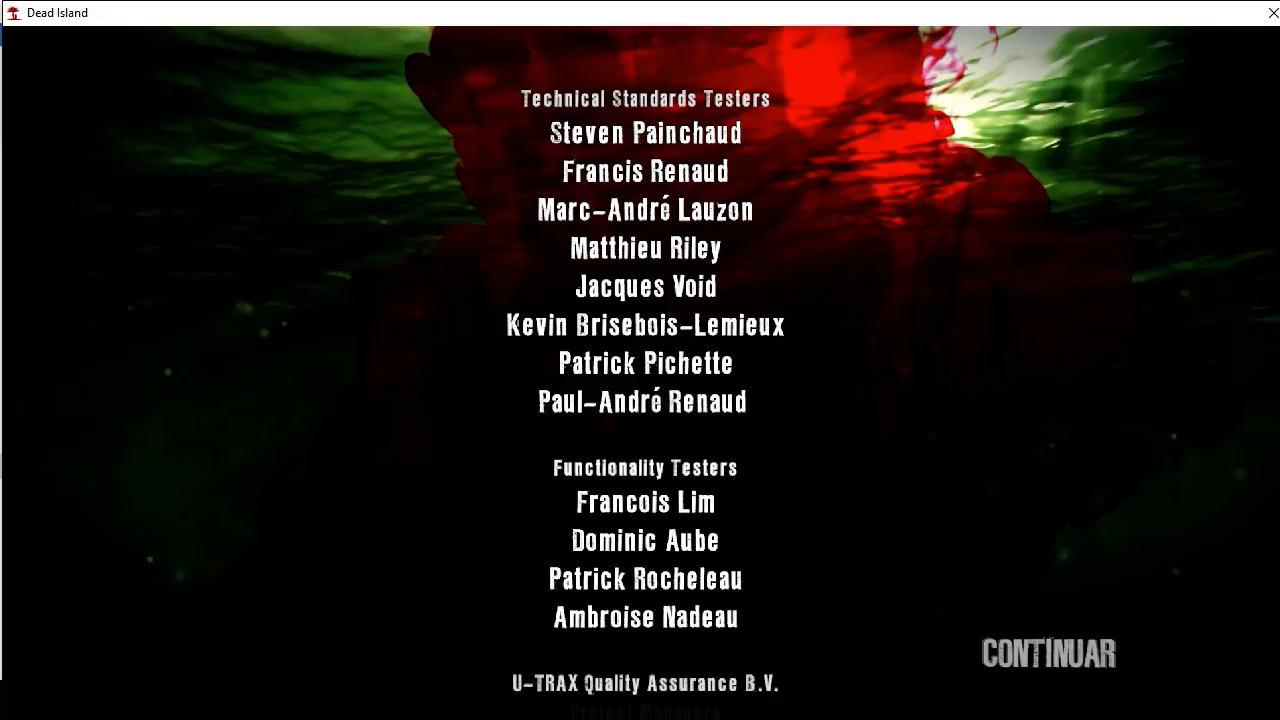 Dead Island
Technical Standards Testers
Steven Painchaud
Francis Renaud
Marc-André Lauzon
Matthieu Riley
Jacques Void
Kevin Brisebois-Lemieux
Patrick Pichette
Paul-André Renaud
Functionality Testers
Francois Lim
Dominic Aube
Patrick Rocheleau
Ambroise Nadeau
CONTINUAR
U-TRAX Quality Assurance B.V.
Project Managers